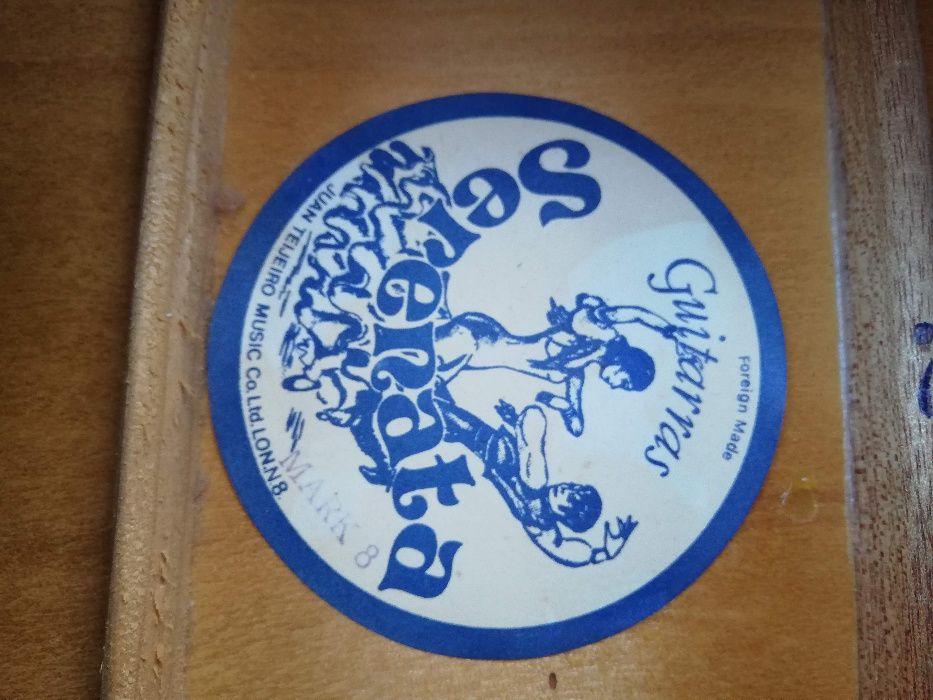 Foreign Made
Guitarras
Serenata
MARK 8
JUAN TEIJEIRO MUSIC Co. Ltd. LON.N8.